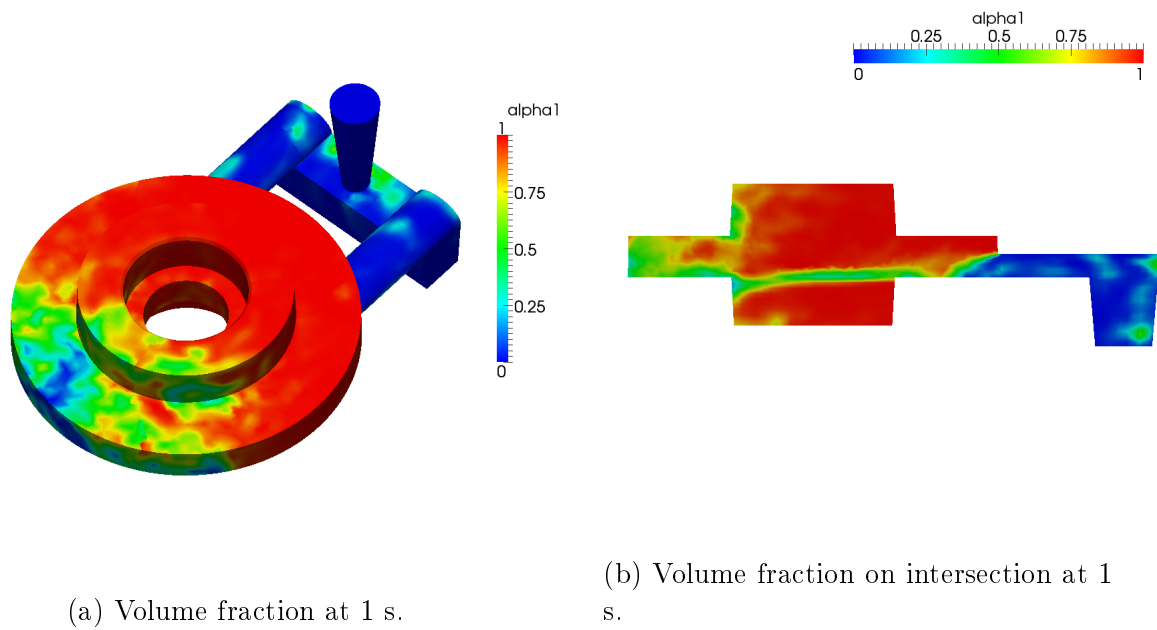 alpha1
1
0.75
0.5
0.25
0
alpha1
0.25 0.5 0.75
0 1
(a) Volume fraction at 1 s.
(b) Volume fraction on intersection at 1
s.